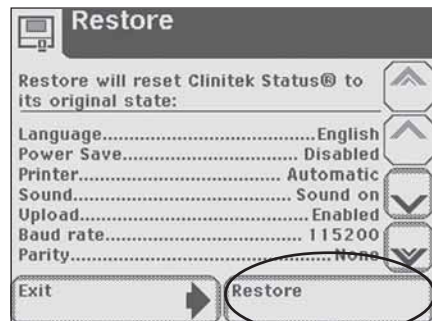 Restore
Restore will reset Clinitek Status® to
its original state:
Language....................................English
Power Save............................. Disabled
Printer................................ Automatic
Sound.................................. Sound on
Upload.....................................Enabled
Baud rate................................ 115200
Parity........................................None
Exit
Restore